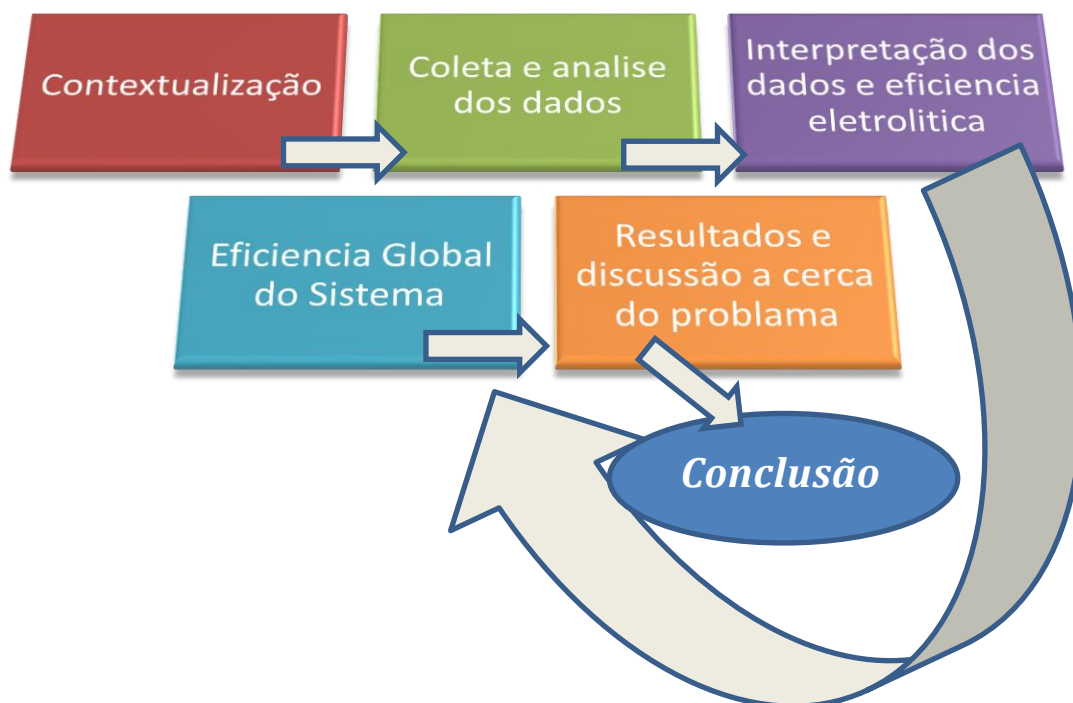 Contextualização
Coleta e analise
dos dados
Interpretação dos
dados e eficiencia
eletrolitica
Eficiencia Global
do Sistema
Resultados e
discussão a cerca
do problama
Conclusão